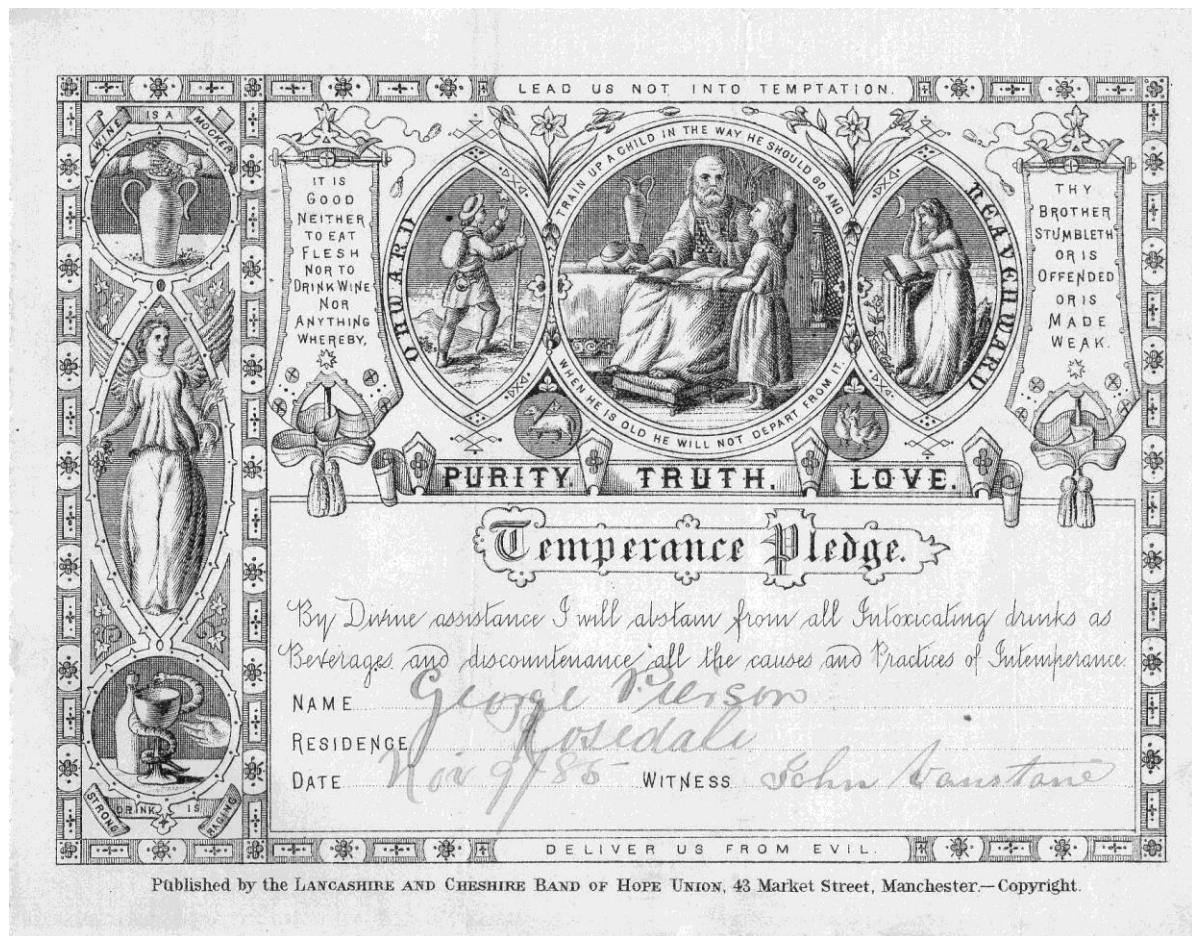 LEAD US NOT INTO TEMPTATION.
WINE IS A MOCKER
IT IS
GOOD
NEITHER
TO EAT
FLESH
NOR TO
DRINK WINE
NOR
ANYTHING
WHEREBY,
ONWARD
TRAIN UP A CHILD IN THE WAY HE SHOULD GO AND
WHEN HE IS OLD HE WILL NOT DEPART FROM IT.
HEAVENWARD
THY
BROTHER
STUMBLETH
OR IS
OFFENDED
OR IS
MADE
WEAK.
PURITY. TRUTH. LOVE.
Temperance Pledge.
By Divine assistance I will abstain from all Intoxicating drinks as
Beverages and discountenance all the causes and Practices of Intemperance.
NAME George Pierson
RESIDENCE Rosedale
DATE Nov 9/85 WITNESS John Vanstone
STRONG DRINK IS RAGING
DELIVER US FROM EVIL.
Published by the LANCASHIRE AND CHESHIRE BAND OF HOPE UNION, 43 Market Street, Manchester.—Copyright.